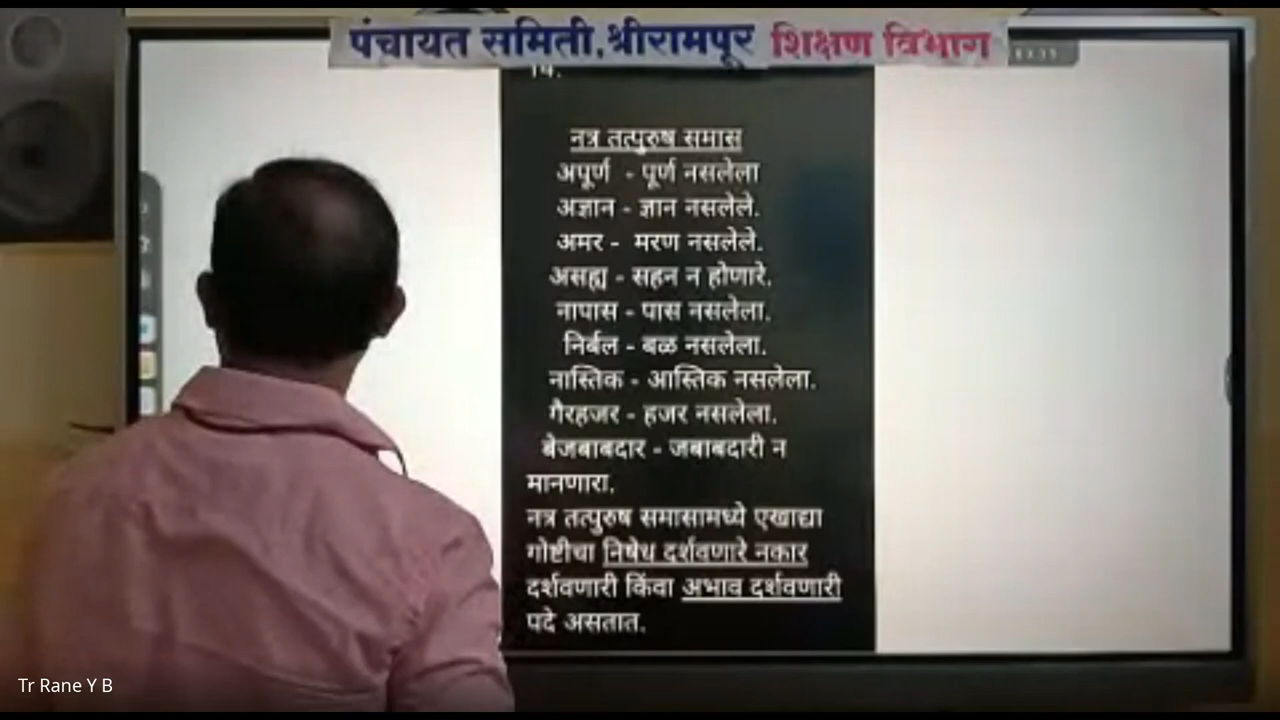 पंचायत समिती.श्रीरामपूर शिक्षण विभाग
नत्र तत्पुरुष समास
अपूर्ण - पूर्ण नसलेला
अज्ञान - ज्ञान नसलेले.
अमर - मरण नसलेले.
असह्य - सहन न होणारे.
नापास - पास नसलेला.
निर्बल - बळ नसलेला.
नास्तिक - आस्तिक नसलेला.
गैरहजर - हजर नसलेला.
बेजबाबदार - जबाबदारी न
मानणारा.
नत्र तत्पुरुष समासामध्ये एखाद्या
गोष्टीचा निषेध दर्शवणारे नकार
दर्शवणारी किंवा अभाव दर्शवणारी
पदे असतात.
Tr Rane Y B